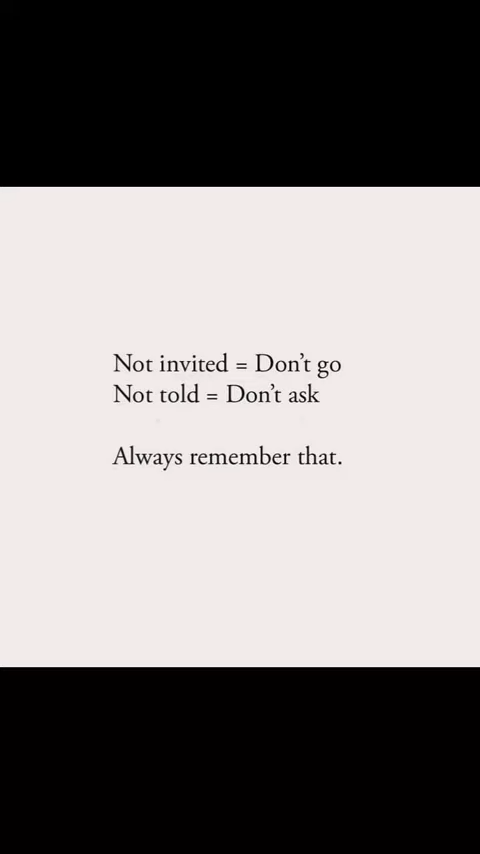 Not invited = Don’t go
Not told = Don’t ask
Always remember that.